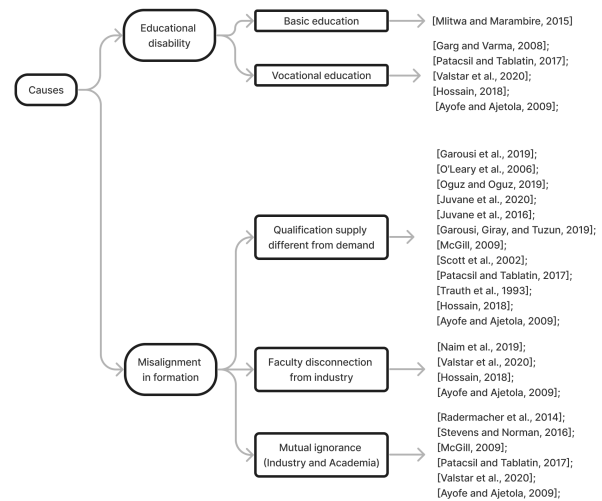 Causes
Educational
disability
Basic education
[Mlitwa and Marambire, 2015]
Vocational education
[Garg and Varma, 2008];
[Patacsil and Tablatin, 2017];
[Valstar et al., 2020];
[Hossain, 2018];
[Ayofe and Ajetola, 2009];
Misalignment
in formation
Qualification supply
different from demand
[Garousi et al., 2019];
[O'Leary et al., 2006];
[Oguz and Oguz, 2019];
[Juvane et al., 2020];
[Juvane et al., 2016];
[Garousi, Giray, and Tuzun, 2019];
[McGill, 2009];
[Scott et al., 2002];
[Patacsil and Tablatin, 2017];
[Trauth et al., 1993];
[Hossain, 2018];
[Ayofe and Ajetola, 2009];
Faculty disconnection
from industry
[Naim et al., 2019];
[Valstar et al., 2020];
[Hossain, 2018];
[Ayofe and Ajetola, 2009];
Mutual ignorance
(Industry and Academia)
[Radermacher et al., 2014];
[Stevens and Norman, 2016];
[McGill, 2009];
[Patacsil and Tablatin, 2017];
[Valstar et al., 2020];
[Ayofe and Ajetola, 2009];